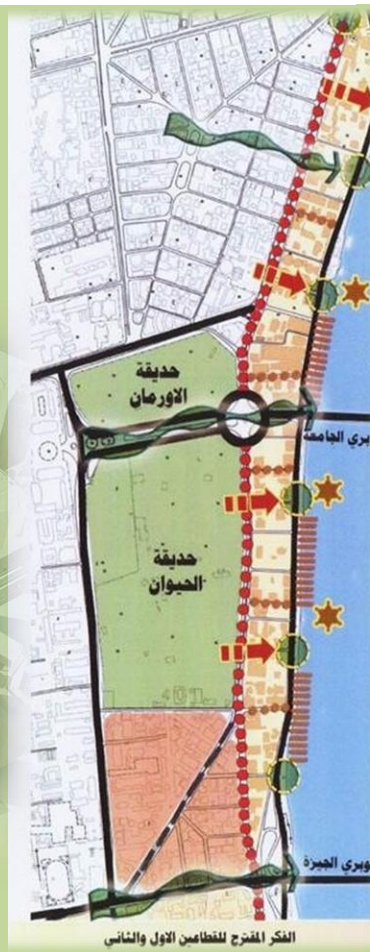 حديقة
الاورمان
كوبري الجامعة
حديقة
الحيوان
كوبري الجيزة
الفكر المقترح للقطاعين الاول والثاني